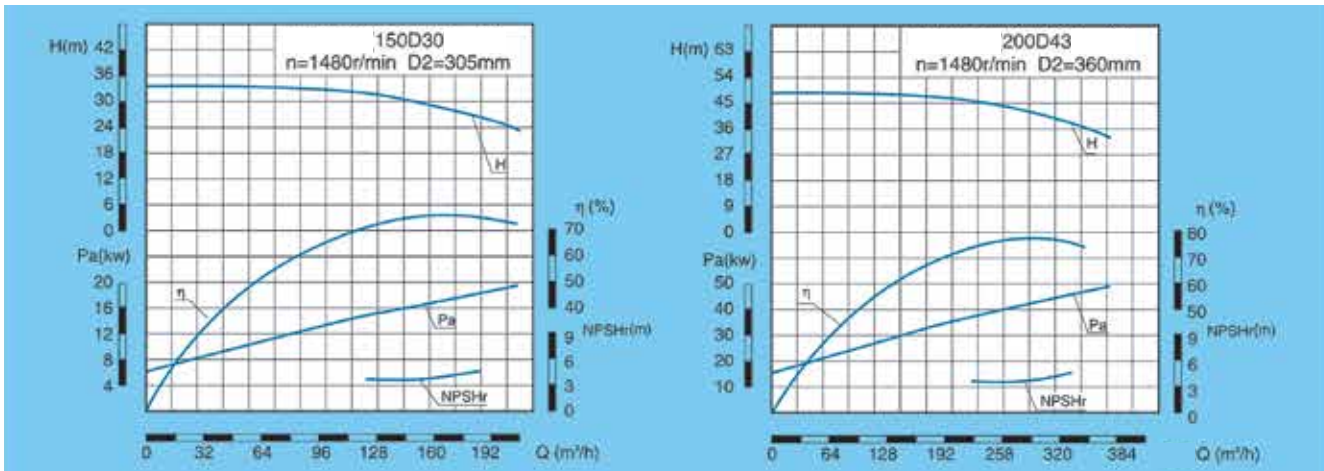 150D30
n=1480r/min D2=305mm
H(m) 42
36
30
24
18
12
6
0
H
η (%)
70
60
50
40
Pa(kw)
20
16
12
8
4
η
Pa
NPSHr(m)
9
6
3
0
NPSHr
0 32 64 96 128 160 192 Q (m³/h)
200D43
n=1480r/min D2=360mm
H(m) 63
54
45
36
27
18
9
0
H
η (%)
80
70
60
50
Pa(kw)
50
40
30
20
10
η
Pa
NPSHr(m)
9
6
3
0
NPSHr
0 64 128 192 258 320 384 Q (m³/h)